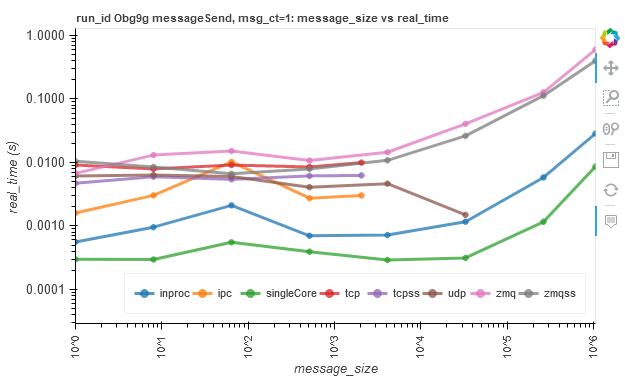 run_id Obg9g messageSend, msg_ct=1: message_size vs real_time
1.0000
0.1000
0.0100
0.0010
0.0001
real_time (s)
inproc ipc singleCore tcp tcpss udp zmq zmqss
10^0 10^1 10^2 10^3 10^4 10^5 10^6
message_size